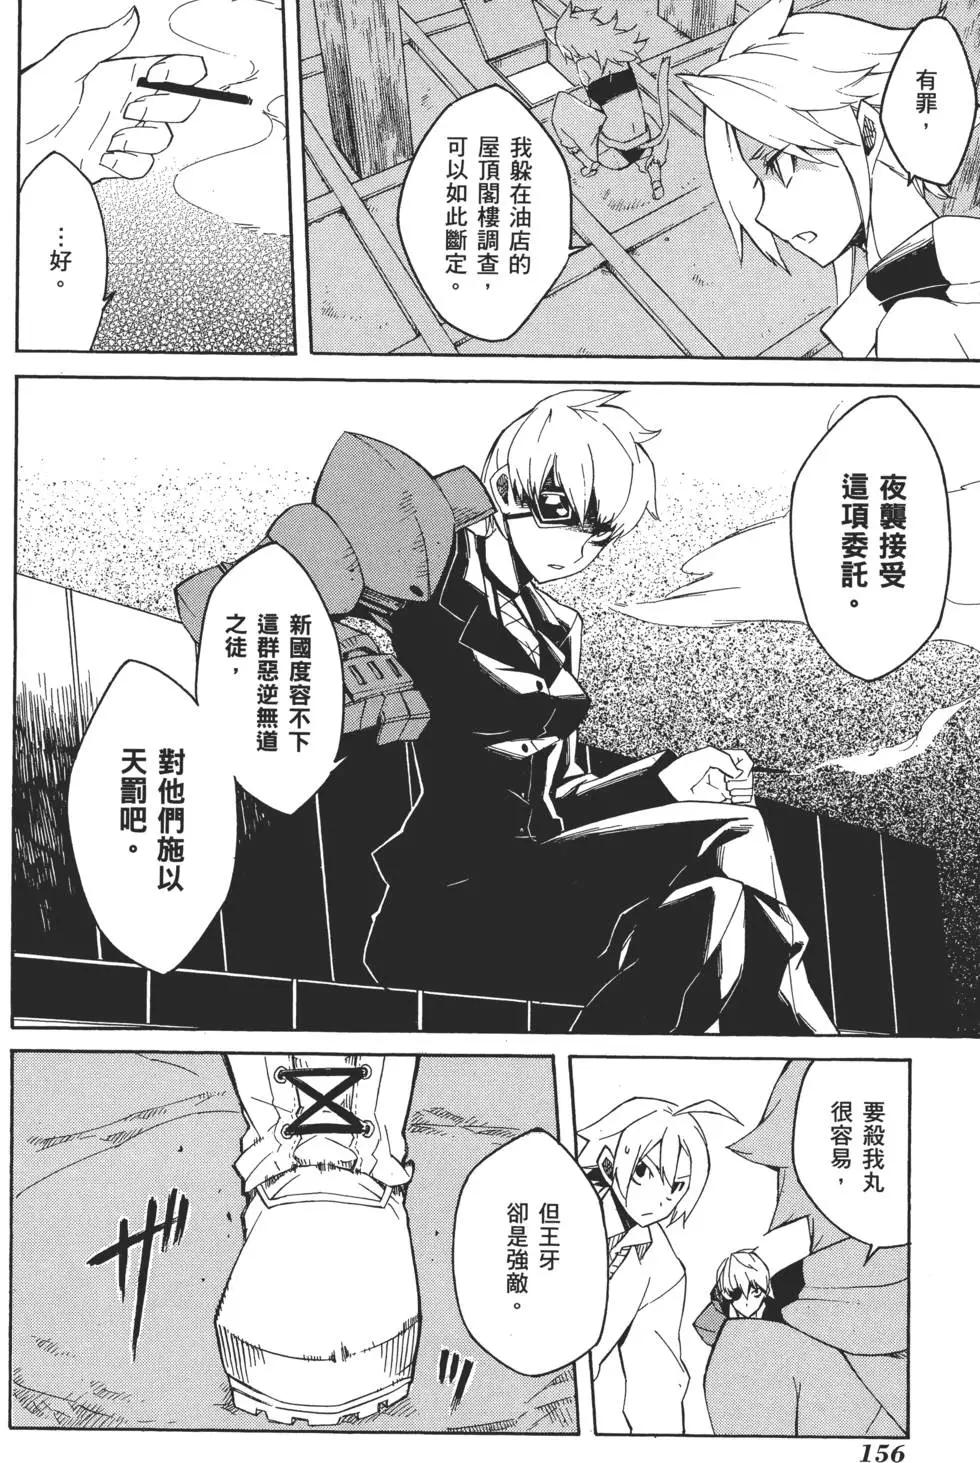 有罪，
我躲在油店的
屋頂閣樓調查，
可以如此斷定。
…好。
夜襲接受
這項委託。
新國度容不下
這群惡逆無道
之徒，
對他們施以
天罰吧。
要殺我丸
很容易，
但王牙
卻是強敵。
156